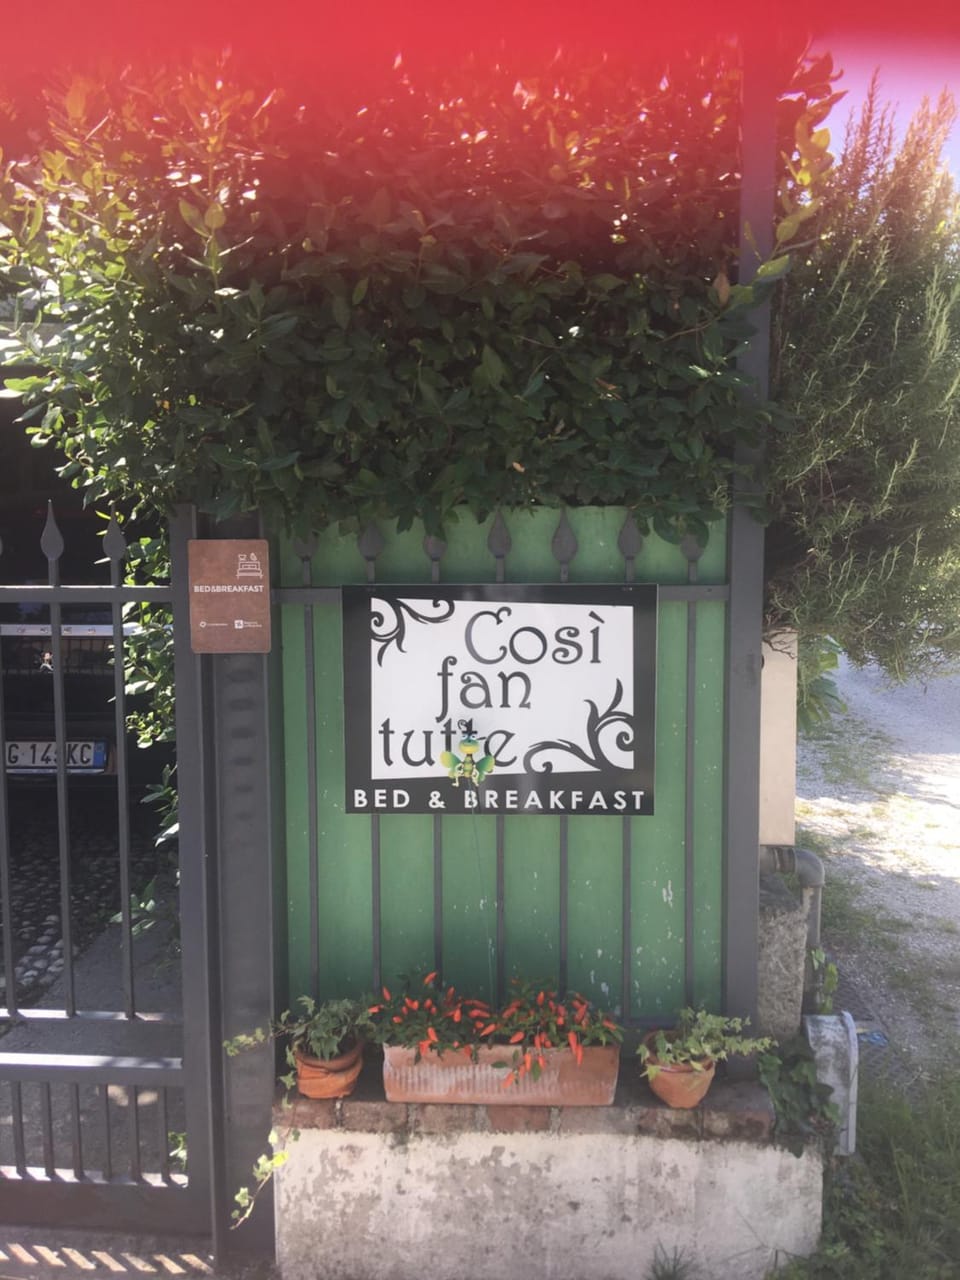 BED&BREAKFAST
Così
fan
tutte
BED & BREAKFAST